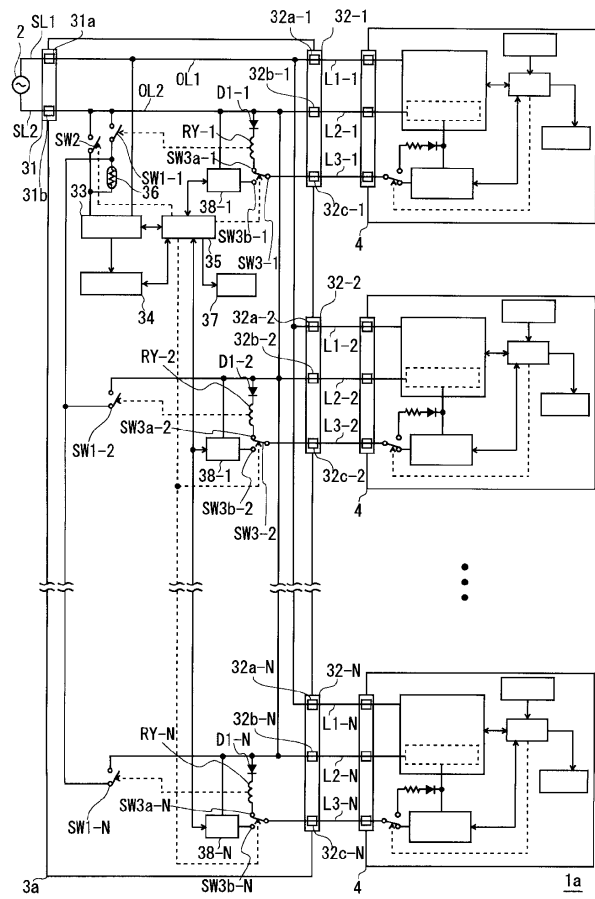 2 SL1 31a 32a-1 32-1 4
OL1 32b-1 L1-1
OL2 D1-1
SL2 SW2 RY-1 L2-1
31 SW3a-1 L3-1
31b 36 SW1-1 38-1 32c-1
33 SW3b-1 SW3-1 4
35
34 37 32a-2 32-2
32b-2 L1-2
RY-2 D1-2 L2-2
SW3a-2 L3-2
SW1-2 38-1 32c-2
SW3b-2 4
SW3-2
32a-N 32-N
32b-N L1-N
RY-N D1-N L2-N
SW3a-N L3-N
SW1-N 38-N 32c-N
3a SW3b-N 4 1a